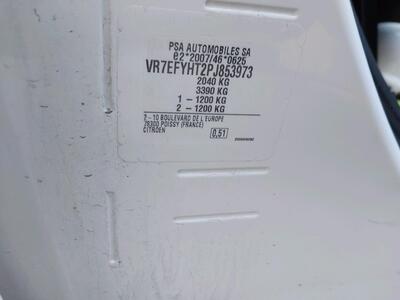 PSA AUTOMOBILES SA
e2*2007/46*0625
VR7EFYHT2PJ853973
2040 KG
3390 KG
1 - 1200 KG
2 - 1200 KG
2 - 10 BOULEVARD DE L EUROPE
78300 POISSY (FRANCE)
CITROEN
0,51